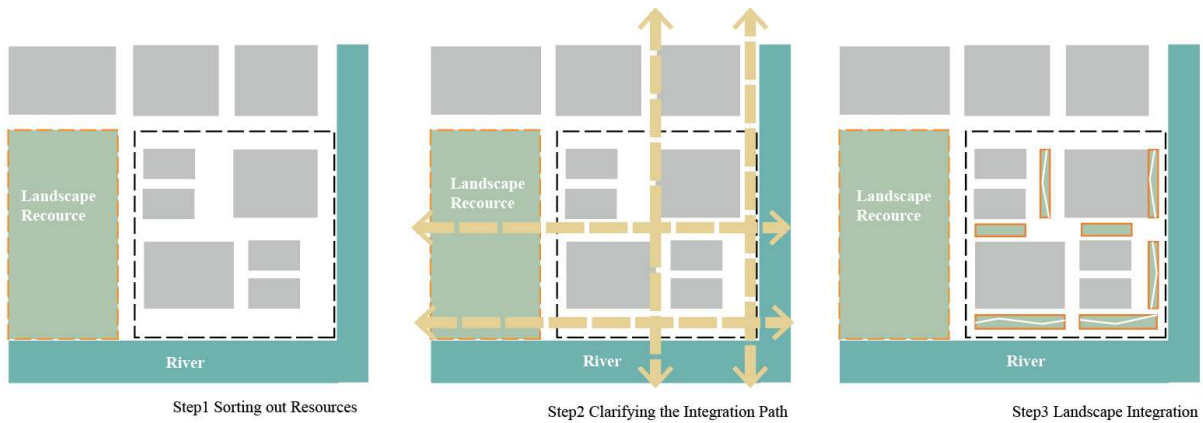 Landscape
Recource
River
Step1 Sorting out Resources
Landscape
Recource
River
Step2 Clarifying the Integration Path
Landscape
Recource
River
Step3 Landscape Integration